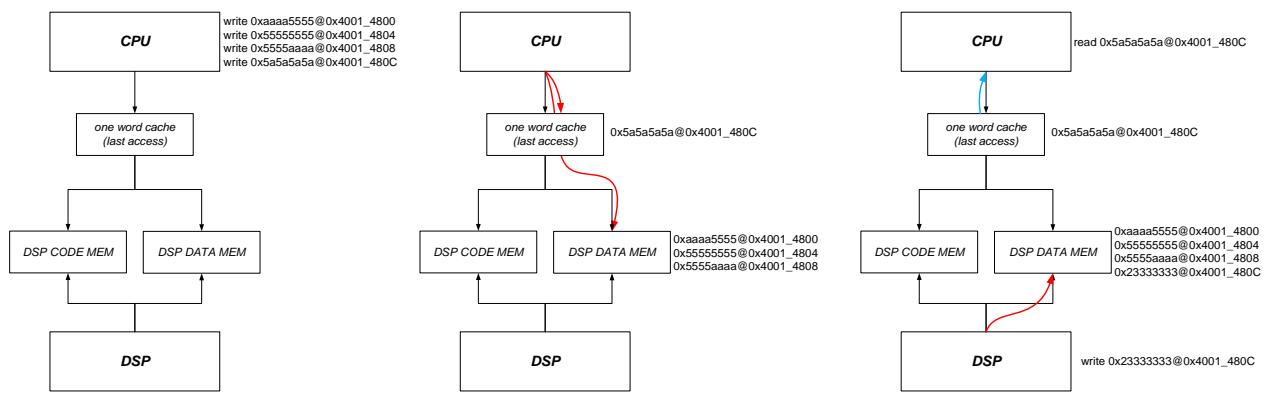 CPU
write 0xaaaa5555@0x4001_4800
write 0x55555555@0x4001_4804
write 0x5555aaaa@0x4001_4808
write 0x5a5a5a5a@0x4001_480C
one word cache
(last access)
DSP CODE MEM
DSP DATA MEM
DSP
CPU
one word cache
(last access)
0x5a5a5a5a@0x4001_480C
DSP CODE MEM
DSP DATA MEM
0xaaaa5555@0x4001_4800
0x55555555@0x4001_4804
0x5555aaaa@0x4001_4808
DSP
CPU
read 0x5a5a5a5a@0x4001_480C
one word cache
(last access)
0x5a5a5a5a@0x4001_480C
DSP CODE MEM
DSP DATA MEM
0xaaaa5555@0x4001_4800
0x55555555@0x4001_4804
0x5555aaaa@0x4001_4808
0x23333333@0x4001_480C
DSP
write 0x23333333@0x4001_480C